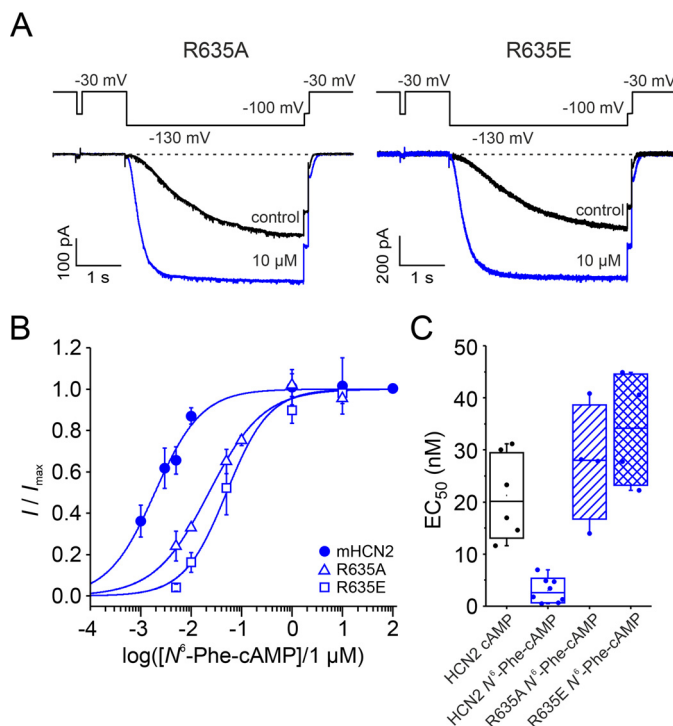 A
R635A
R635E
-30 mV
-30 mV
-30 mV
-30 mV
-100 mV
-100 mV
-130 mV
-130 mV
control
control
10 µM
10 µM
100 pA
1 s
200 pA
1 s
B
I / Imax
1.2
1.0
0.8
0.6
0.4
0.2
0.0
-4
-3
-2
-1
0
1
2
mHCN2
R635A
R635E
log([N⁶-Phe-cAMP]/1 µM)
C
EC₅₀ (nM)
50
40
30
20
10
0
HCN2 cAMP
HCN2 N⁶-Phe-cAMP
R635A N⁶-Phe-cAMP
R635E N⁶-Phe-cAMP